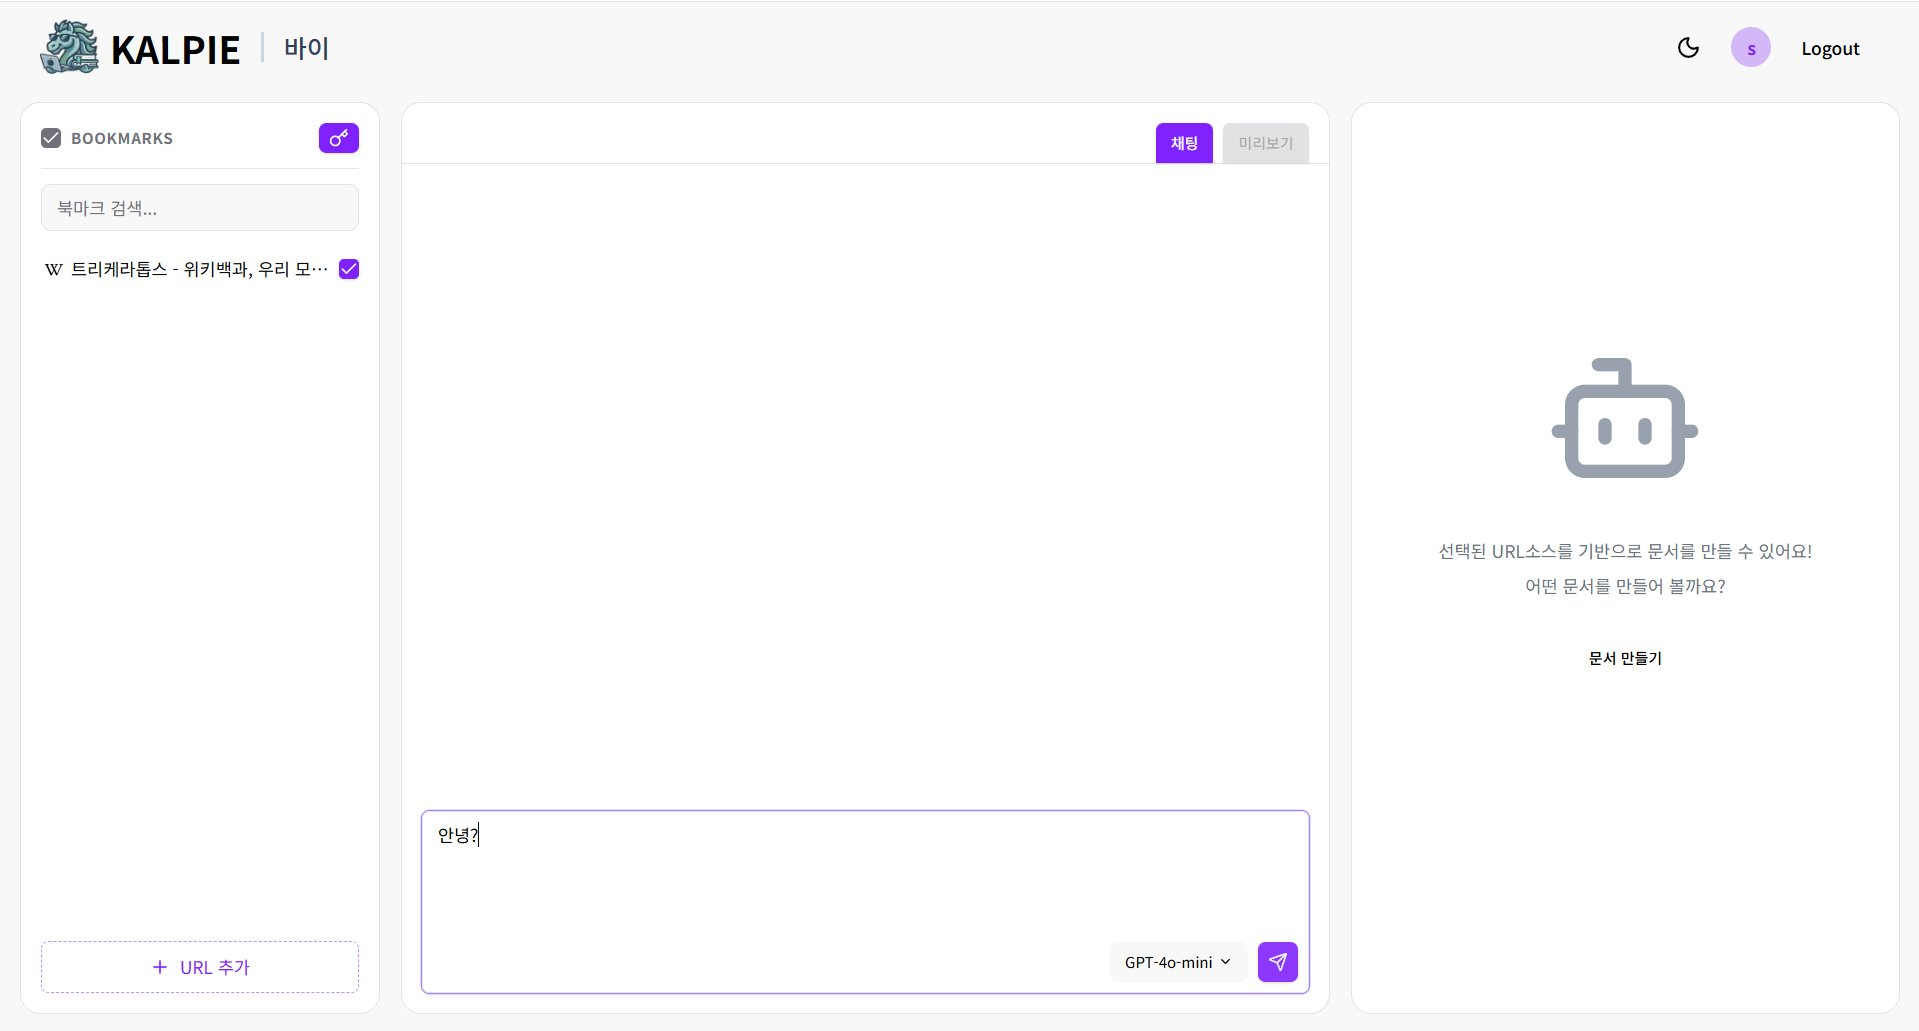 KALPIE
바이
s
Logout
BOOKMARKS
북마크 검색...
W 트리케라톱스 - 위키백과, 우리 모…
URL 추가
채팅
미리보기
안녕?
GPT-4o-mini
선택된 URL소스를 기반으로 문서를 만들 수 있어요!
어떤 문서를 만들어 볼까요?
문서 만들기